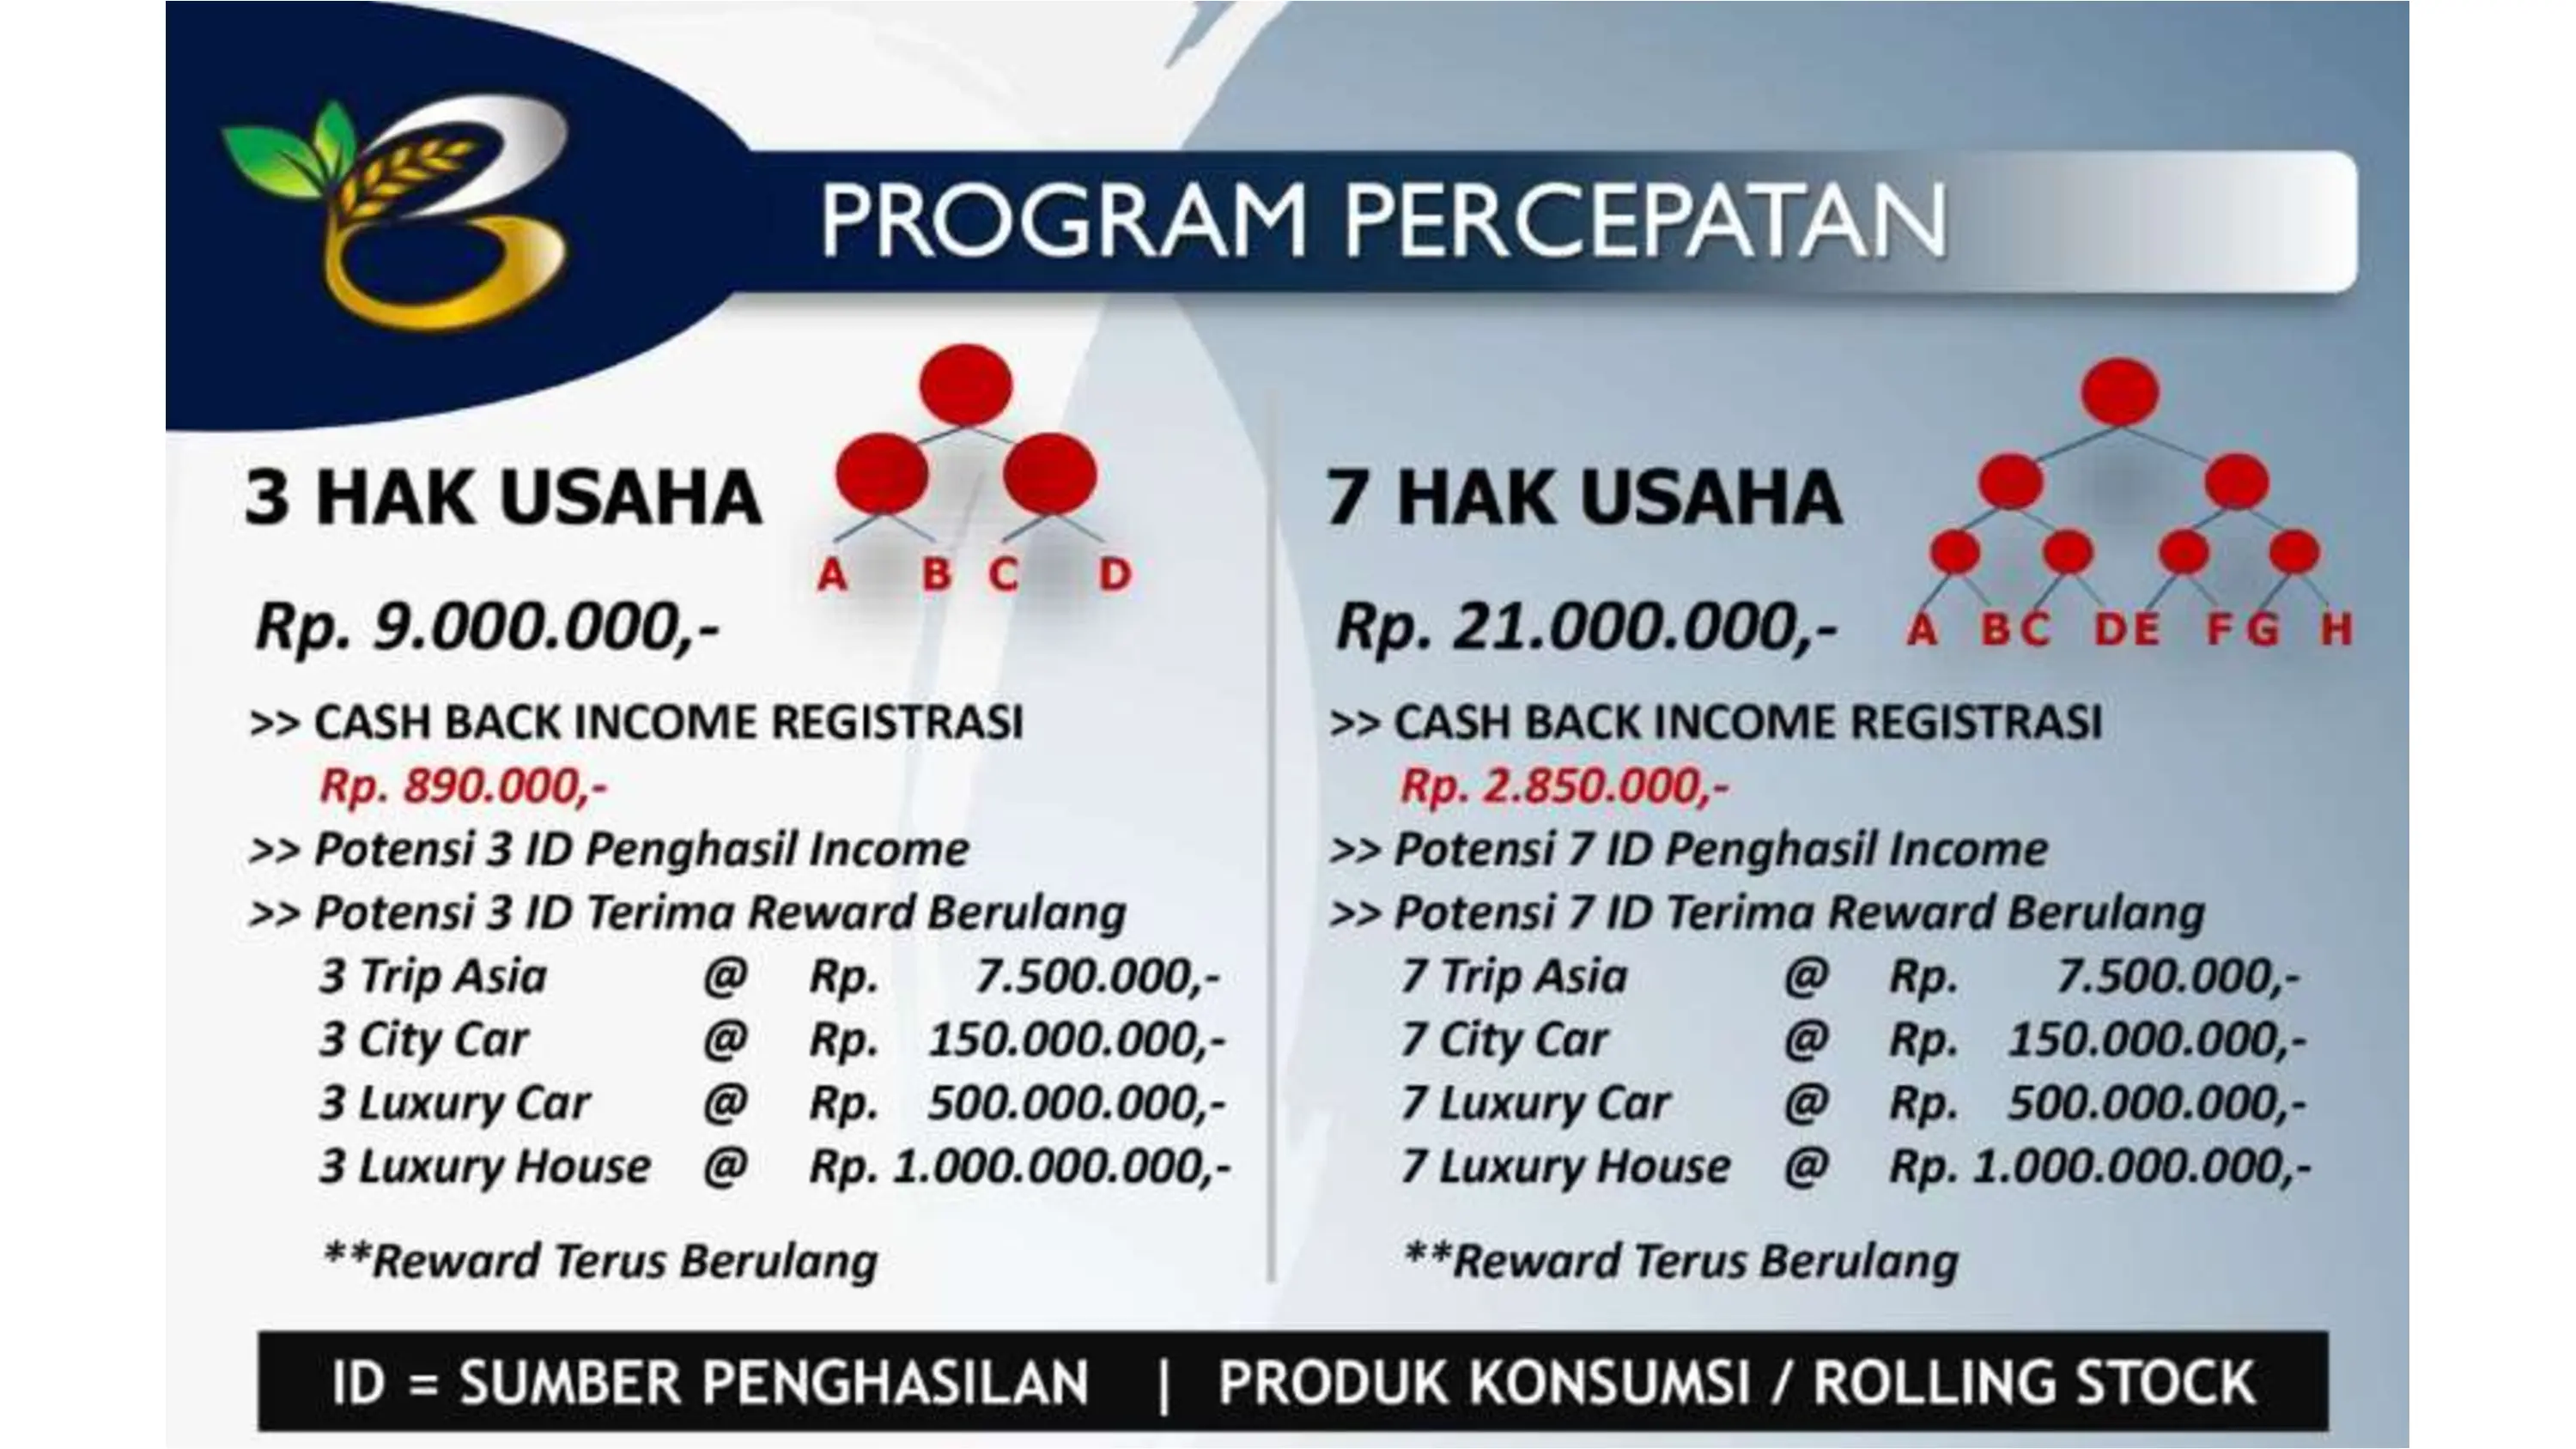 PROGRAM PERCEPATAN
3 HAK USAHA
A B C D
Rp. 9.000.000,-
>> CASH BACK INCOME REGISTRASI
Rp. 890.000,-
>> Potensi 3 ID Penghasil Income
>> Potensi 3 ID Terima Reward Berulang
3 Trip Asia @ Rp. 7.500.000,-
3 City Car @ Rp. 150.000.000,-
3 Luxury Car @ Rp. 500.000.000,-
3 Luxury House @ Rp. 1.000.000.000,-
**Reward Terus Berulang
7 HAK USAHA
A B C D E F G H
Rp. 21.000.000,-
>> CASH BACK INCOME REGISTRASI
Rp. 2.850.000,-
>> Potensi 7 ID Penghasil Income
>> Potensi 7 ID Terima Reward Berulang
7 Trip Asia @ Rp. 7.500.000,-
7 City Car @ Rp. 150.000.000,-
7 Luxury Car @ Rp. 500.000.000,-
7 Luxury House @ Rp. 1.000.000.000,-
**Reward Terus Berulang
ID = SUMBER PENGHASILAN | PRODUK KONSUMSI / ROLLING STOCK